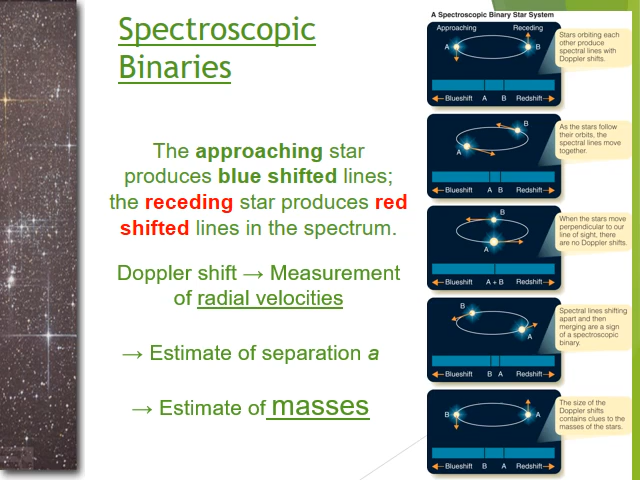 Spectroscopic
Binaries
The approaching star
produces blue shifted lines;
the receding star produces red
shifted lines in the spectrum.
Doppler shift → Measurement
of radial velocities
→ Estimate of separation a
→ Estimate of masses
A Spectroscopic Binary Star System
Approaching Receding
A B
Blueshift A B Redshift
Stars orbiting each
other produce
spectral lines with
Doppler shifts.
B
A
Blueshift A B Redshift
As the stars follow
their orbits, the
spectral lines move
together.
B
A
Blueshift A + B Redshift
When the stars move
perpendicular to our
line of sight, there
are no Doppler shifts.
B
A
Blueshift B A Redshift
Spectral lines shifting
apart and then
merging are a sign
of a spectroscopic
binary.
B A
Blueshift B A Redshift
The size of the
Doppler shifts
contains clues to the
masses of the stars.